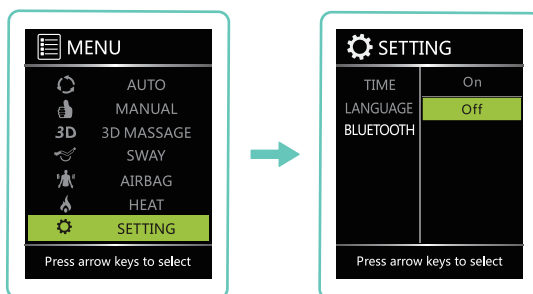 MENU
AUTO
MANUAL
3D 3D MASSAGE
SWAY
AIRBAG
HEAT
SETTING
Press arrow keys to select
SETTING
TIME On
LANGUAGE Off
BLUETOOTH
Press arrow keys to select